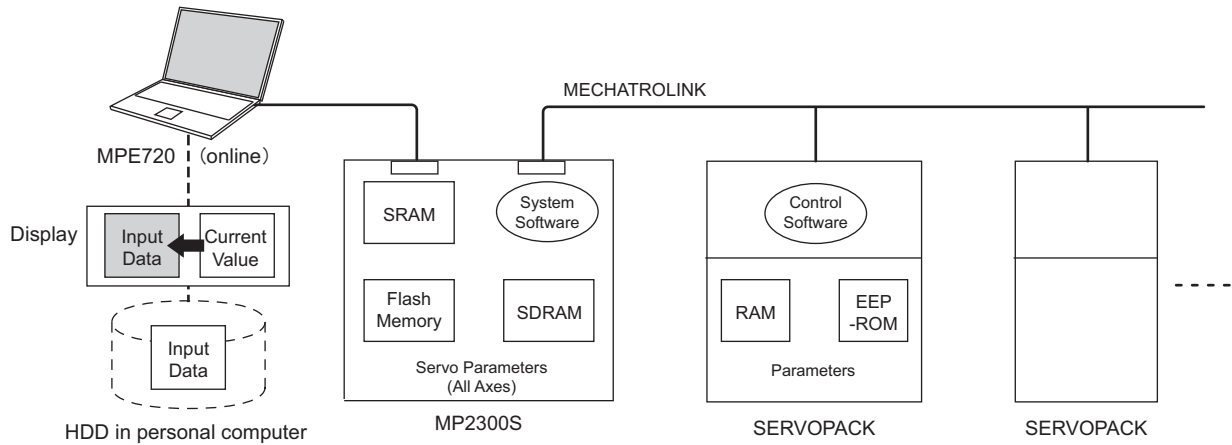 MECHATROLINK
MPE720 (online)
Display
Input
Data
Current
Value
Input
Data
HDD in personal computer
SRAM
System
Software
Flash
Memory
SDRAM
Servo Parameters
(All Axes)
MP2300S
Control
Software
RAM
EEP
-ROM
Parameters
SERVOPACK
SERVOPACK